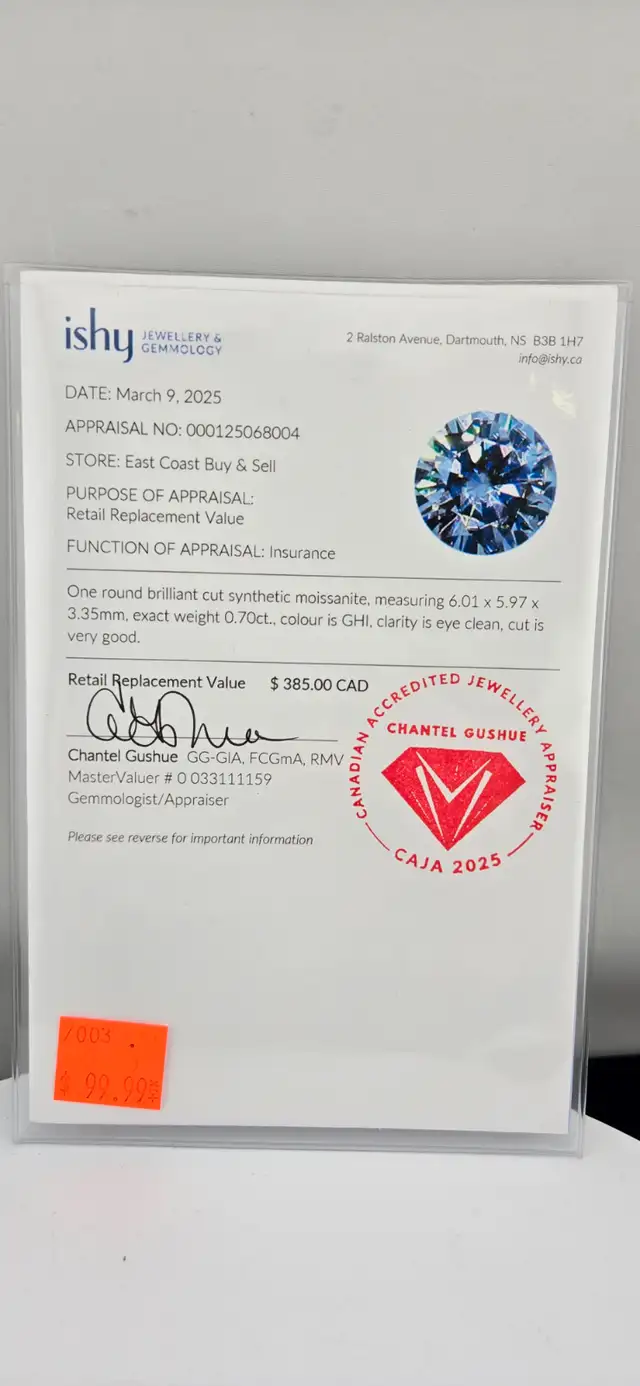 ishy JEWELLERY &
GEMMOLOGY
2 Ralston Avenue, Dartmouth, NS B3B 1H7
info@ishy.ca
DATE: March 9, 2025
APPRAISAL NO: 000125068004
STORE: East Coast Buy & Sell
PURPOSE OF APPRAISAL:
Retail Replacement Value
FUNCTION OF APPRAISAL: Insurance
One round brilliant cut synthetic moissanite, measuring 6.01 x 5.97 x
3.35mm, exact weight 0.70ct., colour is GHI, clarity is eye clean, cut is
very good.
Retail Replacement Value $ 385.00 CAD
Chantel Gushue GG-GIA, FCGmA, RMV
MasterValuer # 0 033111159
Gemmologist/Appraiser
Please see reverse for important information
CANADIAN ACCREDITED JEWELLERY APPRAISER
CHANTEL GUSHUE
CAJA 2025
/003
$ 99.99